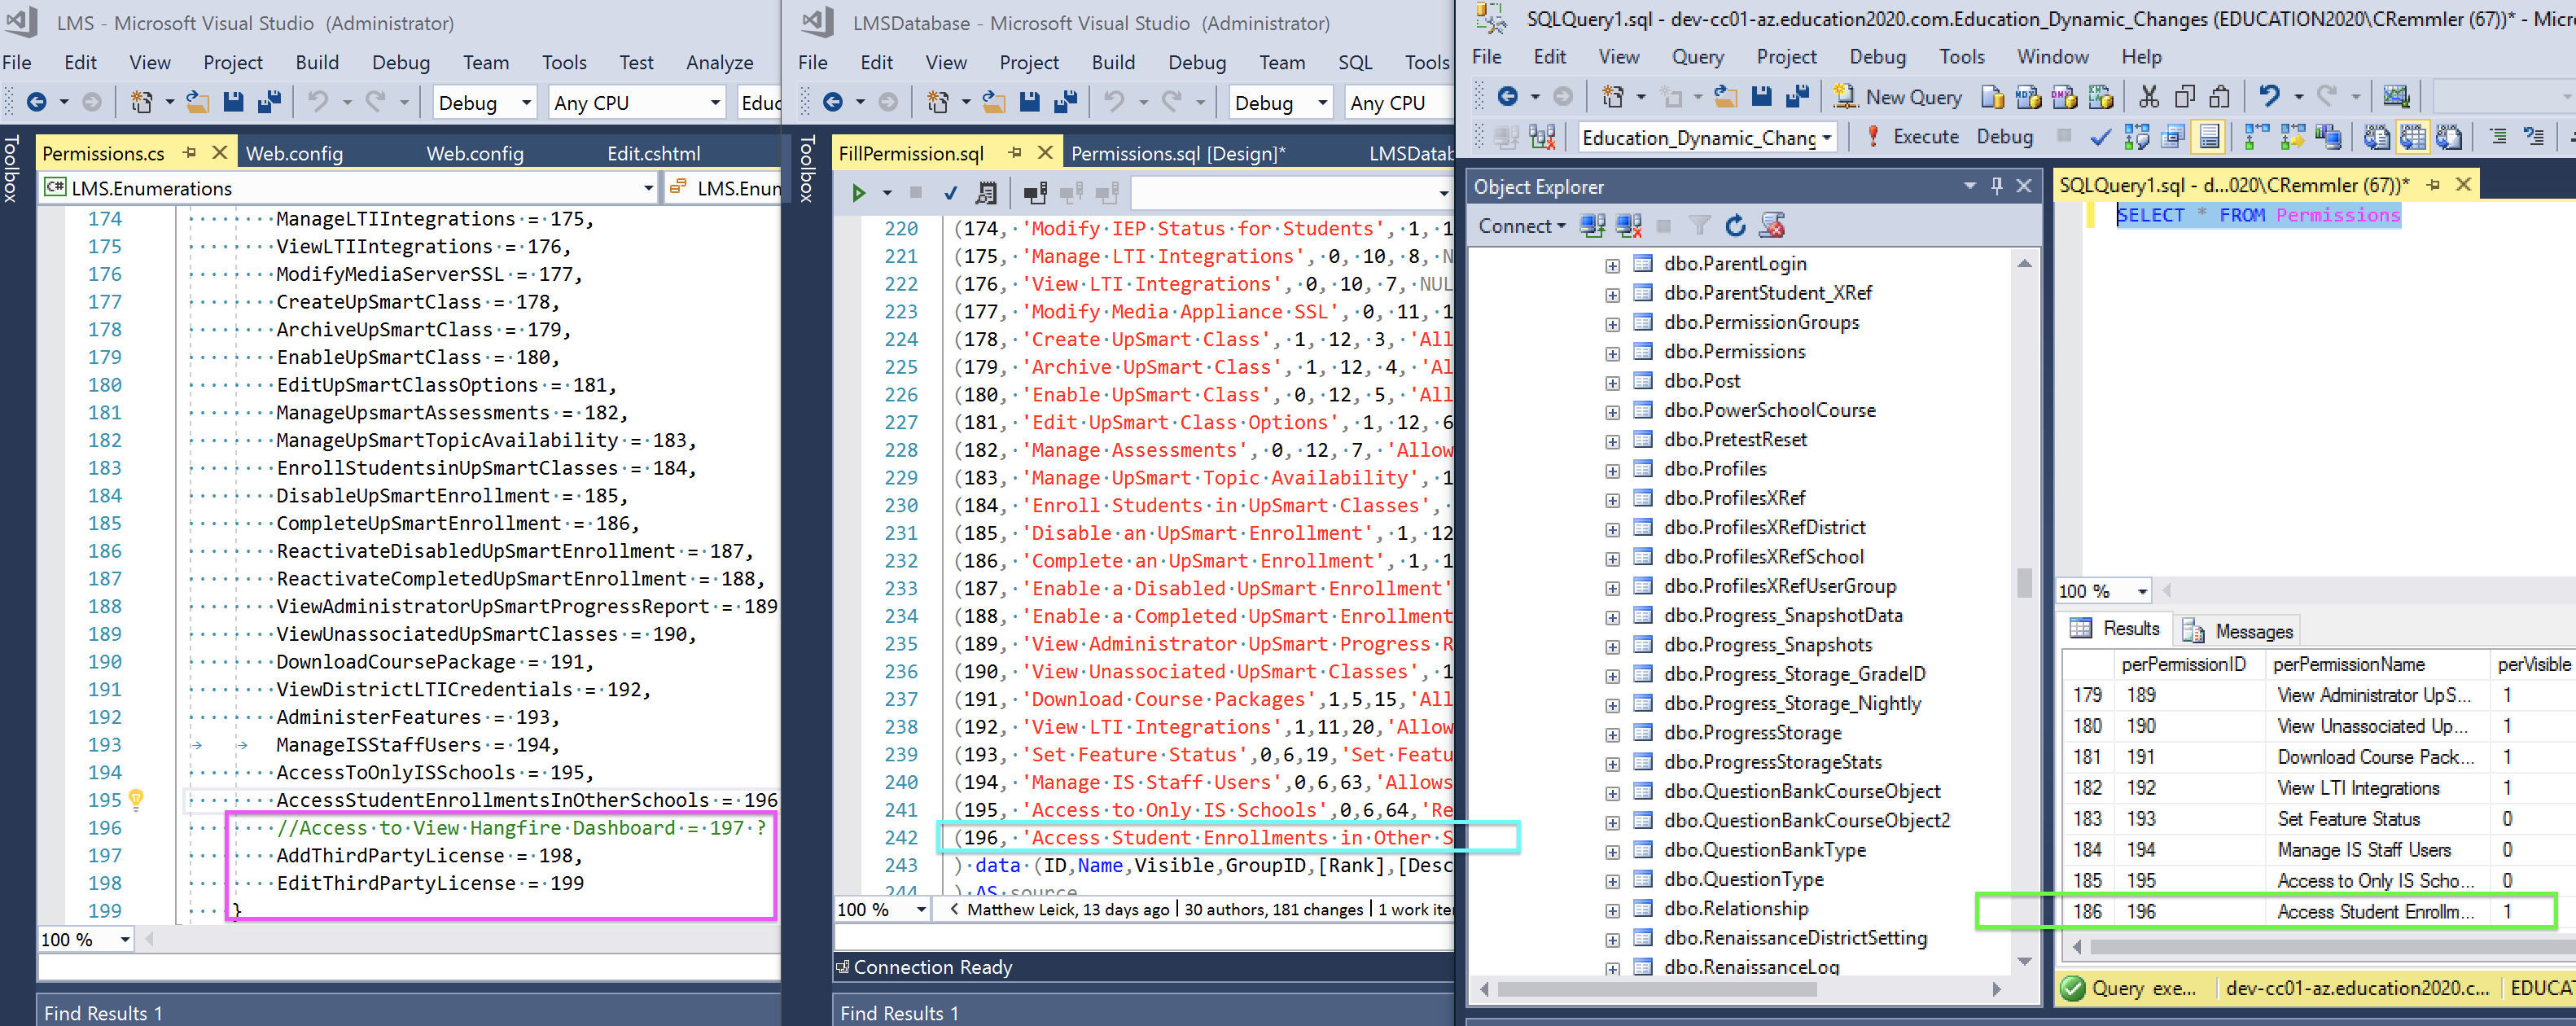 LMS - Microsoft Visual Studio (Administrator)
File Edit View Project Build Debug Team Tools Test Analyze
Debug Any CPU Educ
Toolbox
Permissions.cs Web.config Web.config Edit.cshtml
LMS.Enumerations LMS.Enun
174 ManageLTIIntegrations = 175,
175 ViewLTIIntegrations = 176,
176 ModifyMediaServerSSL = 177,
177 CreateUpSmartClass = 178,
178 ArchiveUpSmartClass = 179,
179 EnableUpSmartClass = 180,
180 EditUpSmartClassOptions = 181,
181 ManageUpsmartAssessments = 182,
182 ManageUpSmartTopicAvailability = 183,
183 EnrollStudentsinUpSmartClasses = 184,
184 DisableUpSmartEnrollment = 185,
185 CompleteUpSmartEnrollment = 186,
186 ReactivateDisabledUpSmartEnrollment = 187,
187 ReactivateCompletedUpSmartEnrollment = 188,
188 ViewAdministratorUpSmartProgressReport = 189
189 ViewUnassociatedUpSmartClasses = 190,
190 DownloadCoursePackage = 191,
191 ViewDistrictLTICredentials = 192,
192 AdministerFeatures = 193,
193 ManageISStaffUsers = 194,
194 AccessToOnlyISSchools = 195,
195 AccessStudentEnrollmentsInOtherSchools = 196
196 //Access to View Hangfire Dashboard = 197 ?
197 AddThirdPartyLicense = 198,
198 EditThirdPartyLicense = 199
199 }
100 %
Find Results 1
LMSDatabase - Microsoft Visual Studio (Administrator)
File Edit View Project Build Debug Team SQL Tools
Debug Any CPU
Toolbox
FillPermission.sql Permissions.sql [Design]* LMSDatab
220 (174, 'Modify IEP Status for Students', 1, 1
221 (175, 'Manage LTI Integrations', 0, 10, 8, N
222 (176, 'View LTI Integrations', 0, 10, 7, NUL
223 (177, 'Modify Media Appliance SSL', 0, 11, 1
224 (178, 'Create UpSmart Class', 1, 12, 3, 'All
225 (179, 'Archive UpSmart Class', 1, 12, 4, 'Al
226 (180, 'Enable UpSmart Class', 0, 12, 5, 'All
227 (181, 'Edit UpSmart Class Options', 1, 12, 6
228 (182, 'Manage Assessments', 0, 12, 7, 'Allow
229 (183, 'Manage UpSmart Topic Availability', 1
230 (184, 'Enroll Students in UpSmart Classes',
231 (185, 'Disable an UpSmart Enrollment', 1, 12
232 (186, 'Complete an UpSmart Enrollment', 1, 1
233 (187, 'Enable a Disabled UpSmart Enrollment'
234 (188, 'Enable a Completed UpSmart Enrollment
235 (189, 'View Administrator UpSmart Progress R
236 (190, 'View Unassociated UpSmart Classes', 1
237 (191, 'Download Course Packages',1,5,15,'All
238 (192, 'View LTI Integrations',1,11,20,'Allow
239 (193, 'Set Feature Status',0,6,19,'Set Featu
240 (194, 'Manage IS Staff Users',0,6,63,'Allows
241 (195, 'Access to Only IS Schools',0,6,64,'Re
242 (196, 'Access Student Enrollments in Other S
243 ) data (ID,Name,Visible,GroupID,[Rank],[Desc
244 ) AS source
100 % < Matthew Leick, 13 days ago | 30 authors, 181 changes | 1 work iter
Connection Ready
Find Results 1
SQLQuery1.sql - dev-cc01-az.education2020.com.Education_Dynamic_Changes (EDUCATION2020\CRemmler (67))* - Micro
File Edit View Query Project Debug Tools Window Help
New Query MDX DMX XMLA
Education_Dynamic_Chang Execute Debug
Object Explorer
Connect
dbo.ParentLogin
dbo.ParentStudent_XRef
dbo.PermissionGroups
dbo.Permissions
dbo.Post
dbo.PowerSchoolCourse
dbo.PretestReset
dbo.Profiles
dbo.ProfilesXRef
dbo.ProfilesXRefDistrict
dbo.ProfilesXRefSchool
dbo.ProfilesXRefUserGroup
dbo.Progress_SnapshotData
dbo.Progress_Snapshots
dbo.Progress_Storage_GradeID
dbo.Progress_Storage_Nightly
dbo.ProgressStorage
dbo.ProgressStorageStats
dbo.QuestionBankCourseObject
dbo.QuestionBankCourseObject2
dbo.QuestionBankType
dbo.QuestionType
dbo.Relationship
dbo.RenaissanceDistrictSetting
dbo.RenaissanceLog
SQLQuery1.sql - d...020\CRemmler (67))*
SELECT * FROM Permissions
100 %
Results Messages
perPermissionID perPermissionName perVisible
179 189 View Administrator UpS... 1
180 190 View Unassociated Up... 1
181 191 Download Course Pack... 1
182 192 View LTI Integrations 1
183 193 Set Feature Status 0
184 194 Manage IS Staff Users 0
185 195 Access to Only IS Scho... 0
186 196 Access Student Enrollm... 1
Query exe... dev-cc01-az.education2020.c... EDUCAT